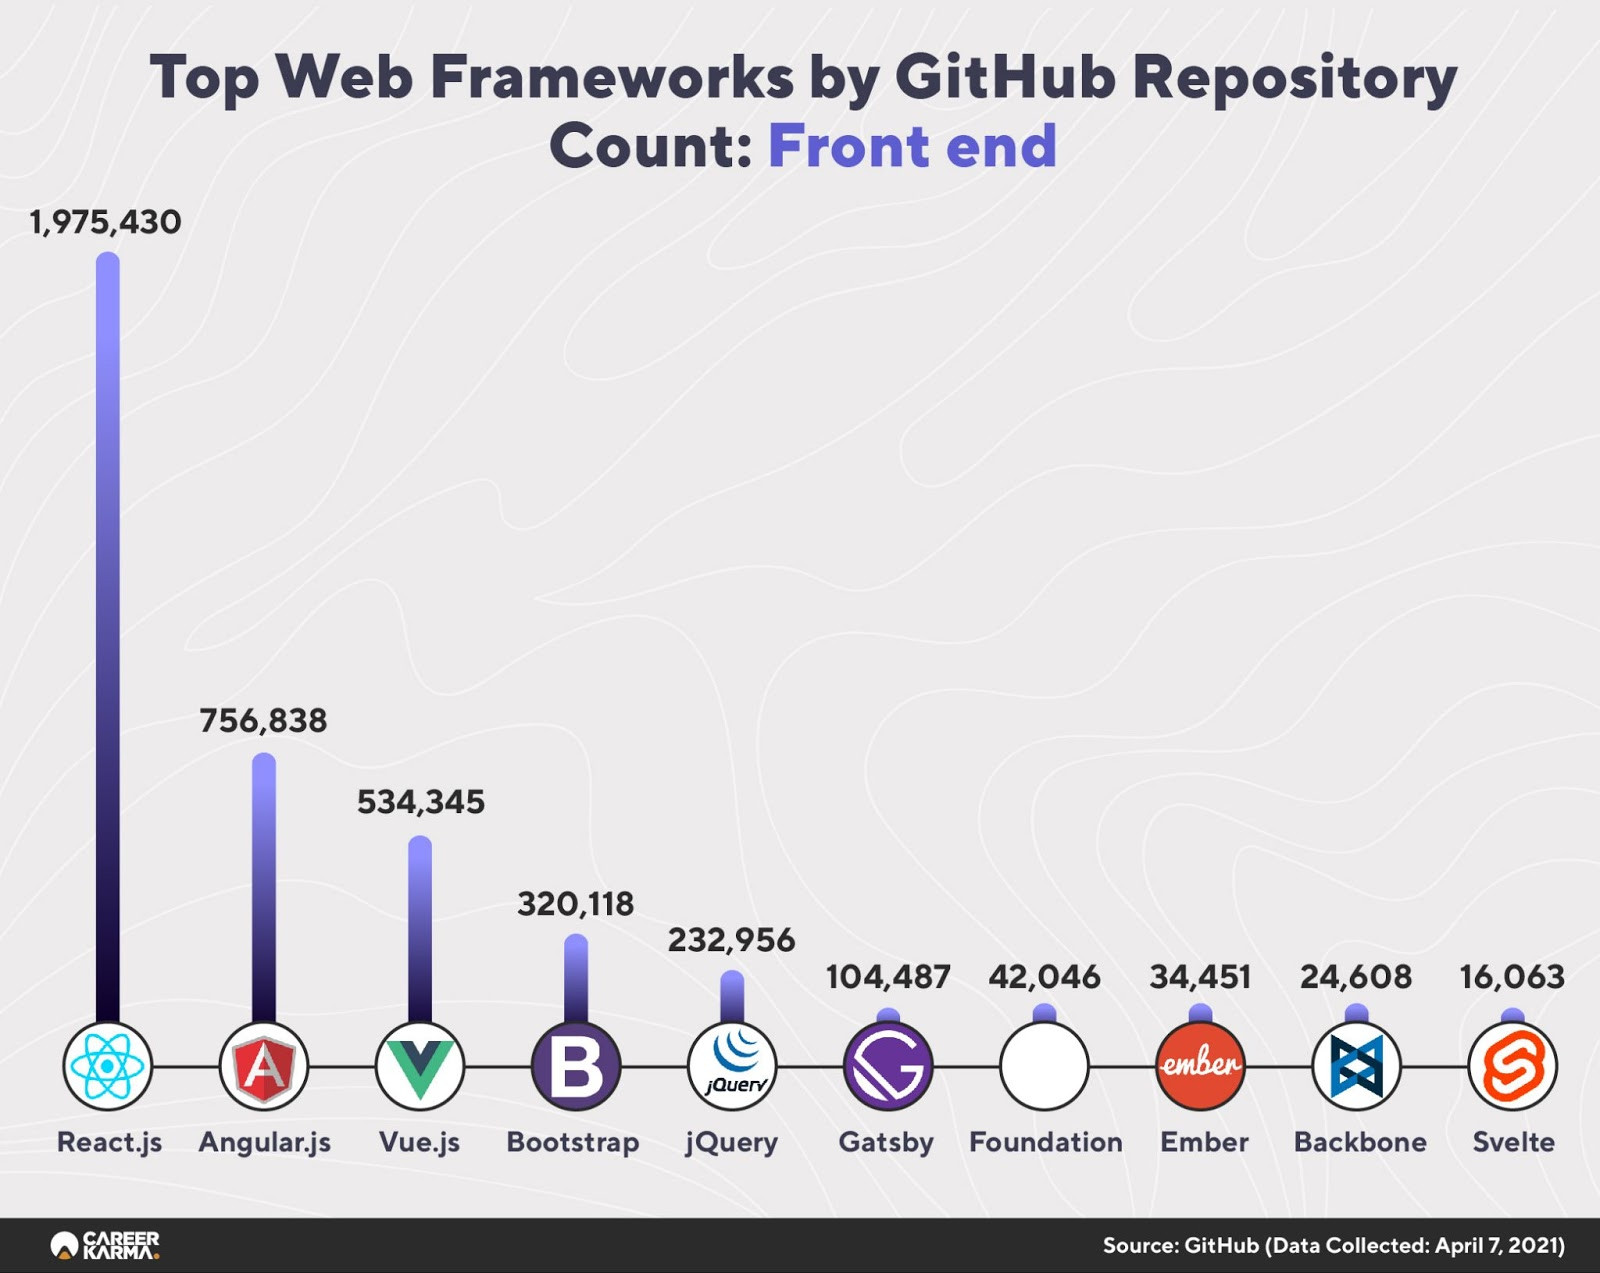 Top Web Frameworks by GitHub Repository
Count: Front end
1,975,430
756,838
534,345
320,118
232,956
104,487
42,046
34,451
24,608
16,063
A
B
jQuery
ember
React.js
Angular.js
Vue.js
Bootstrap
jQuery
Gatsby
Foundation
Ember
Backbone
Svelte
CAREER
KARMA.
Source: GitHub (Data Collected: April 7, 2021)